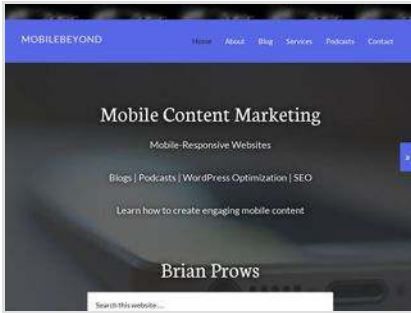 MOBILEBEYOND
Home About Blog Services Podcasts Contact
Mobile Content Marketing
Mobile-Responsive Websites
Blogs | Podcasts | WordPress Optimization | SEO
Learn how to create engaging mobile content
Brian Prows
Search this website ...